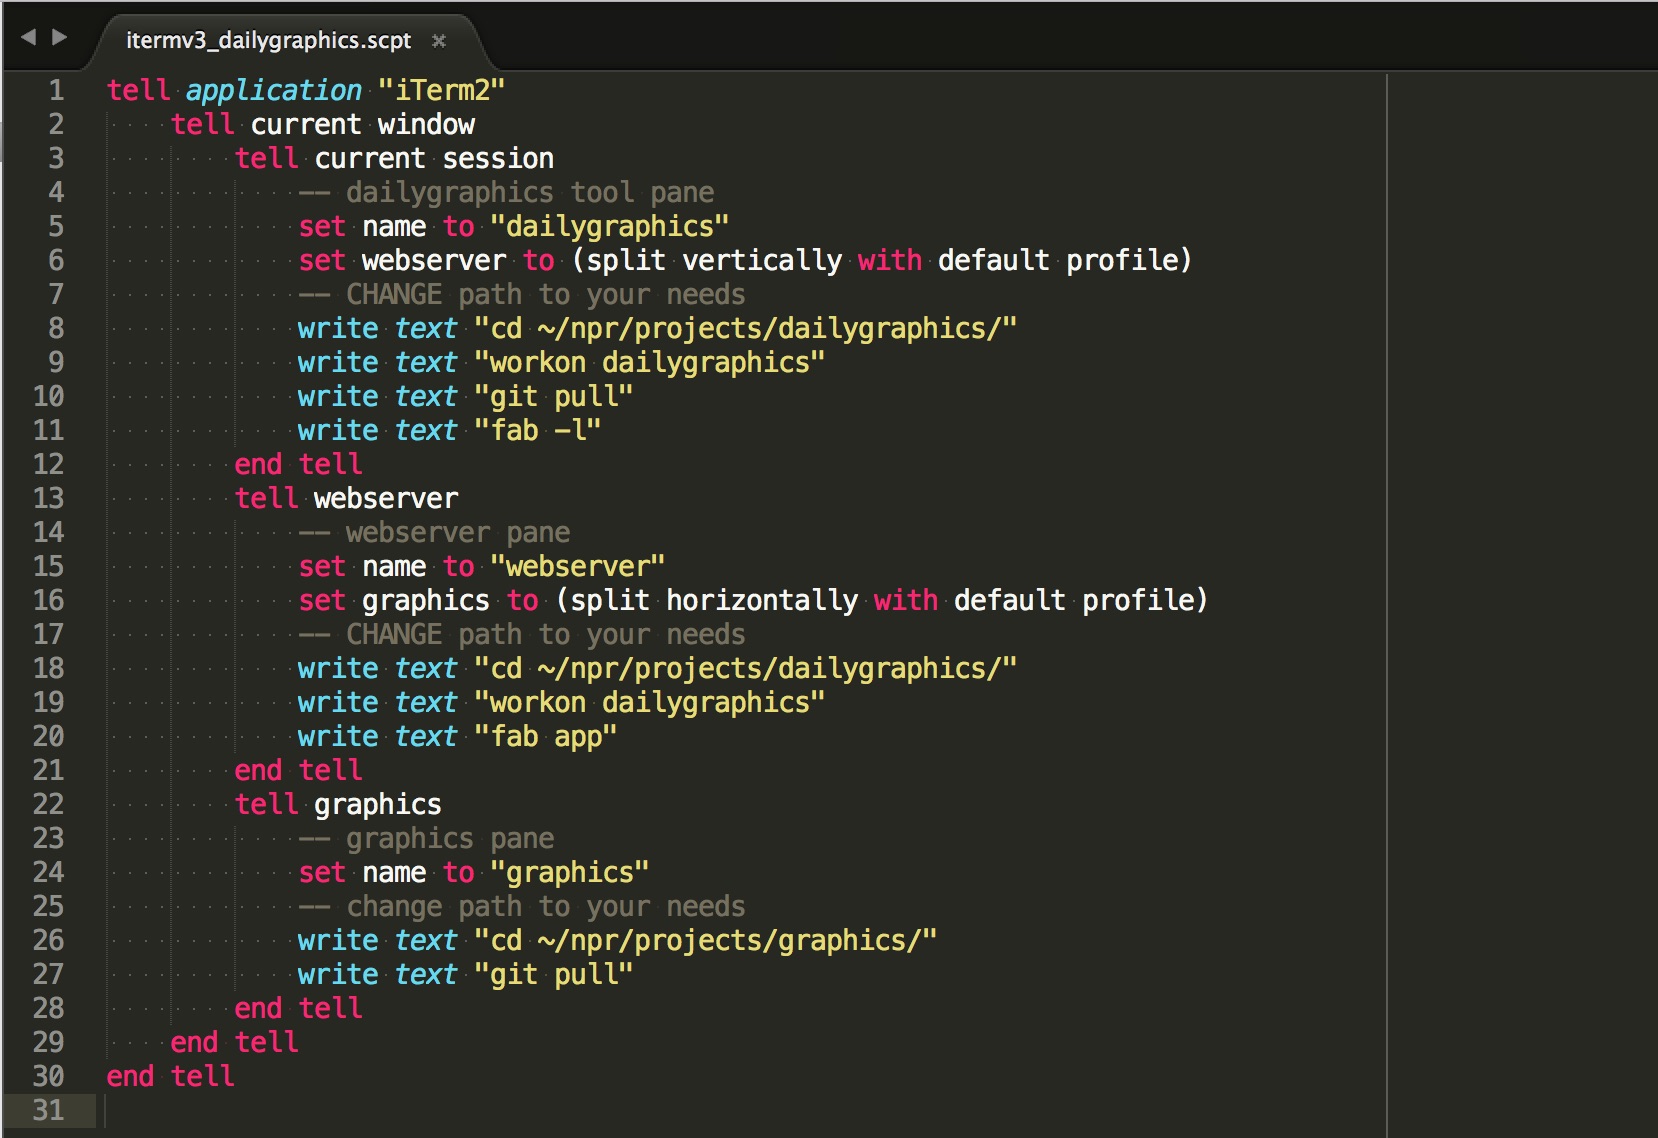 itermv3_dailygraphics.scpt ×
1 tell application "iTerm2"
2     tell current window
3         tell current session
4             -- dailygraphics tool pane
5             set name to "dailygraphics"
6             set webserver to (split vertically with default profile)
7             -- CHANGE path to your needs
8             write text "cd ~/npr/projects/dailygraphics/"
9             write text "workon dailygraphics"
10             write text "git pull"
11             write text "fab -l"
12         end tell
13         tell webserver
14             -- webserver pane
15             set name to "webserver"
16             set graphics to (split horizontally with default profile)
17             -- CHANGE path to your needs
18             write text "cd ~/npr/projects/dailygraphics/"
19             write text "workon dailygraphics"
20             write text "fab app"
21         end tell
22         tell graphics
23             -- graphics pane
24             set name to "graphics"
25             -- change path to your needs
26             write text "cd ~/npr/projects/graphics/"
27             write text "git pull"
28         end tell
29     end tell
30 end tell
31